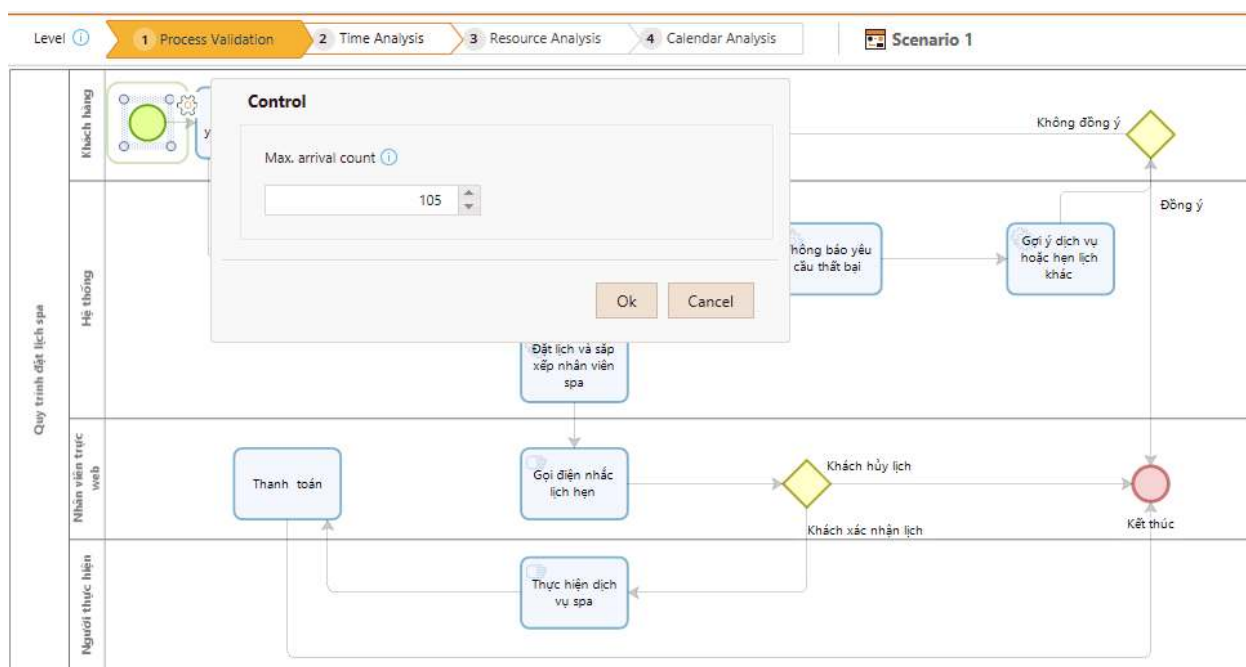 Level
1 Process Validation
2 Time Analysis
3 Resource Analysis
4 Calendar Analysis
Scenario 1
Quy trình đặt lịch spa
Khách hàng
y
Control
Max. arrival count
105
Ok
Cancel
Không đồng ý
Đồng ý
Hệ thống
hông báo yêu
cầu thất bại
Gợi ý dịch vụ
hoặc hẹn lịch
khác
Đặt lịch và sắp
xếp nhân viên
spa
Nhân viên trực
web
Thanh toán
Gọi điện nhắc
lịch hẹn
Khách hủy lịch
Khách xác nhận lịch
Kết thúc
Người thực hiện
Thực hiện dịch
vụ spa